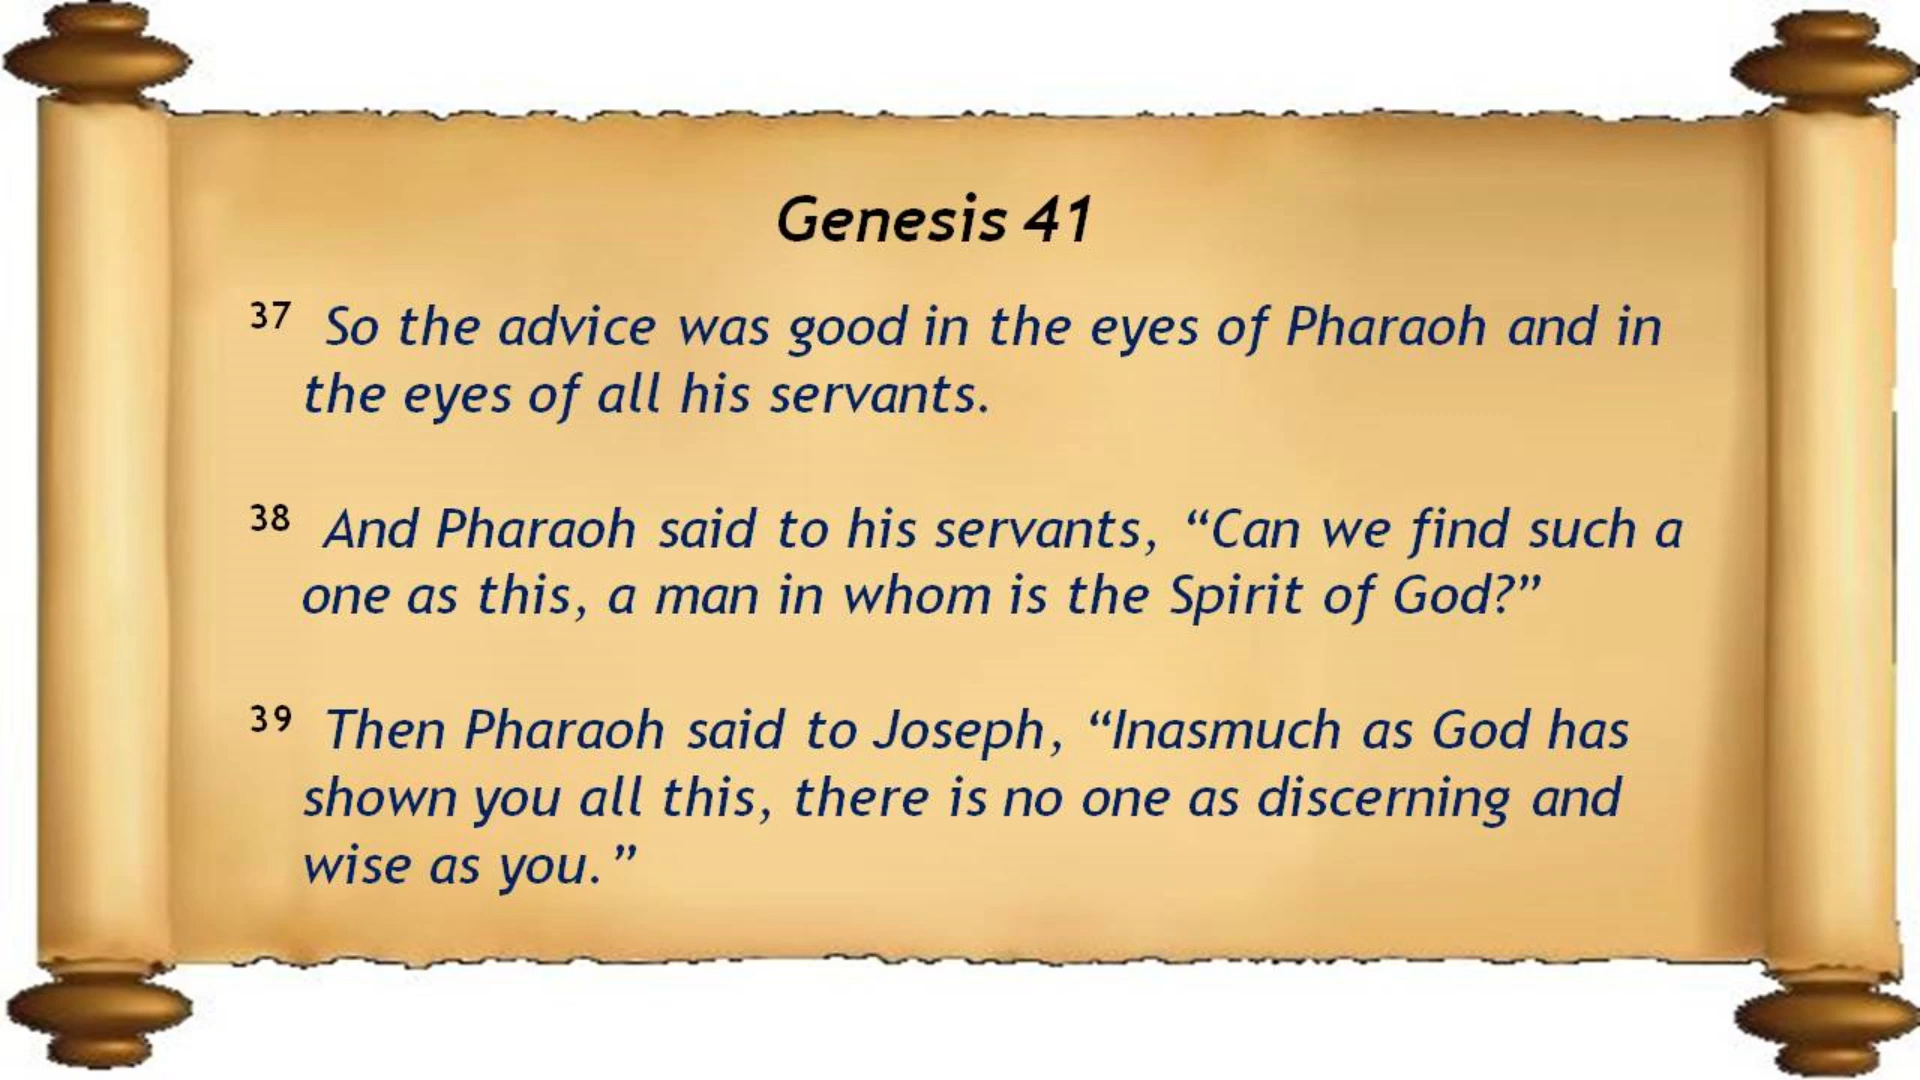 Genesis 41
37 So the advice was good in the eyes of Pharaoh and in
the eyes of all his servants.
38 And Pharaoh said to his servants, “Can we find such a
one as this, a man in whom is the Spirit of God?”
39 Then Pharaoh said to Joseph, “Inasmuch as God has
shown you all this, there is no one as discerning and
wise as you.”